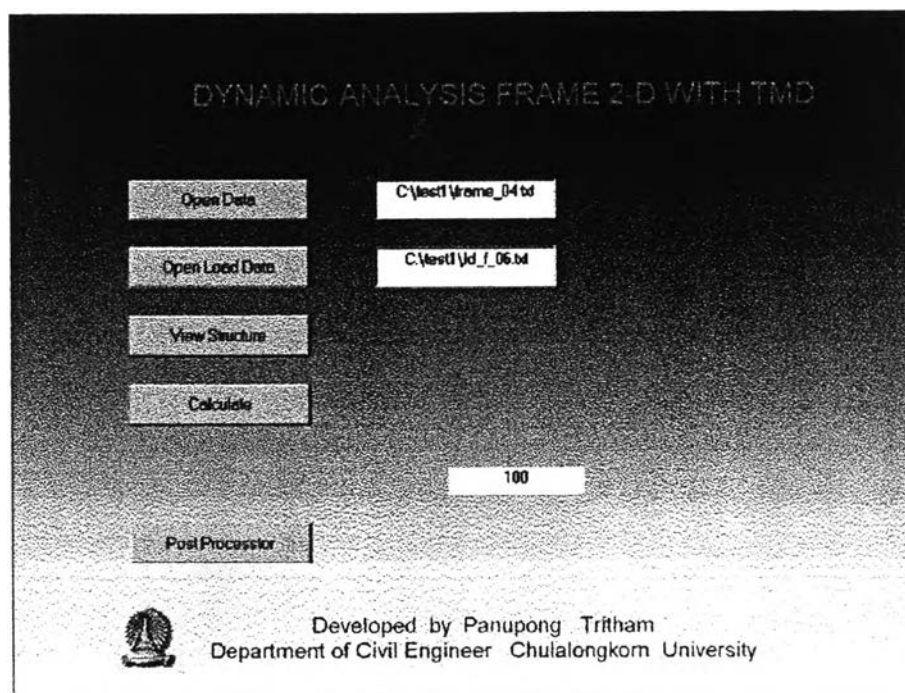 DYNAMIC ANALYSIS FRAME 2-D WITH TMD
Open Data
C:\test1\frame_04.txt
Open Load Data
C:\test1\ld_f_06.txt
View Structure
Calculate
100
Post Processtor
Developed by Panupong Tritham
Department of Civil Engineer Chulalongkorn University